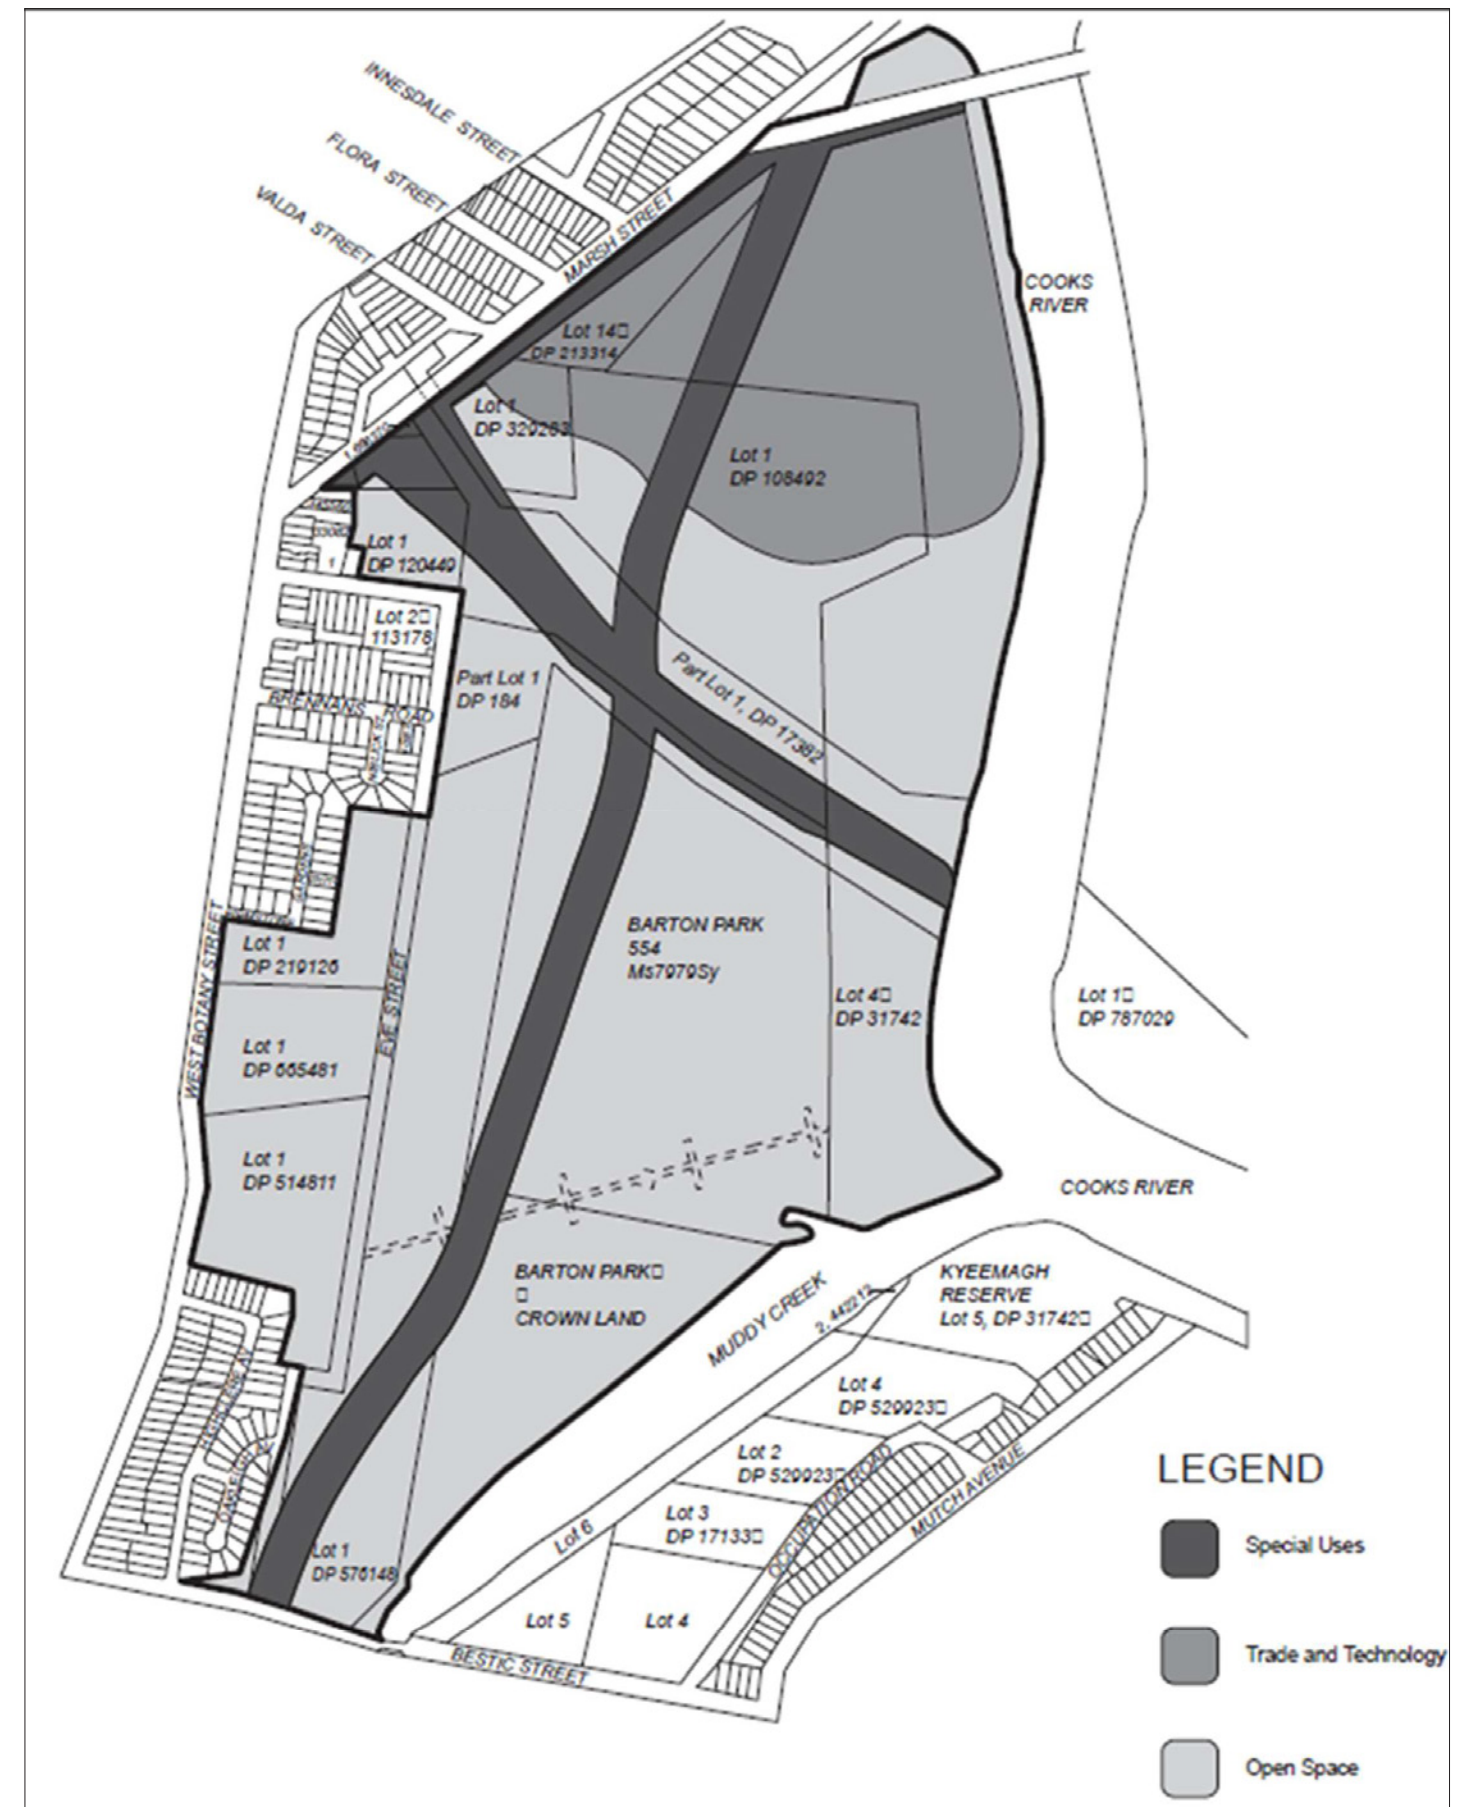 INNESDALE STREET
FLORA STREET
VALDA STREET
MARSH STREET
COOKS
RIVER
Lot 14□
DP 213314
Lot 1
DP 329283
Lot 1
DP 108492
Lot 1
DP 120449
Lot 2□
113178
Part Lot 1
DP 184
Part Lot 1, DP 17382
BRENNANS ROAD
BARTON PARK
554
Ms7979Sy
WEST BOTANY STREET
Lot 1
DP 219126
EVE STREET
Lot 4□
DP 31742
Lot 1□
DP 787029
Lot 1
DP 665481
Lot 1
DP 514811
COOKS RIVER
BARTON PARK□
□
CROWN LAND
MUDDY CREEK
2, 442212
KYEEMAGH
RESERVE
Lot 5, DP 31742□
Lot 4
DP 529923□
Lot 2
DP 529923□
OCCUPATION ROAD
MUTCH AVENUE
Lot 3
DP 17133□
Lot 6
Lot 1
DP 576148
Lot 5
Lot 4
BESTIC STREET
LEGEND
Special Uses
Trade and Technology
Open Space